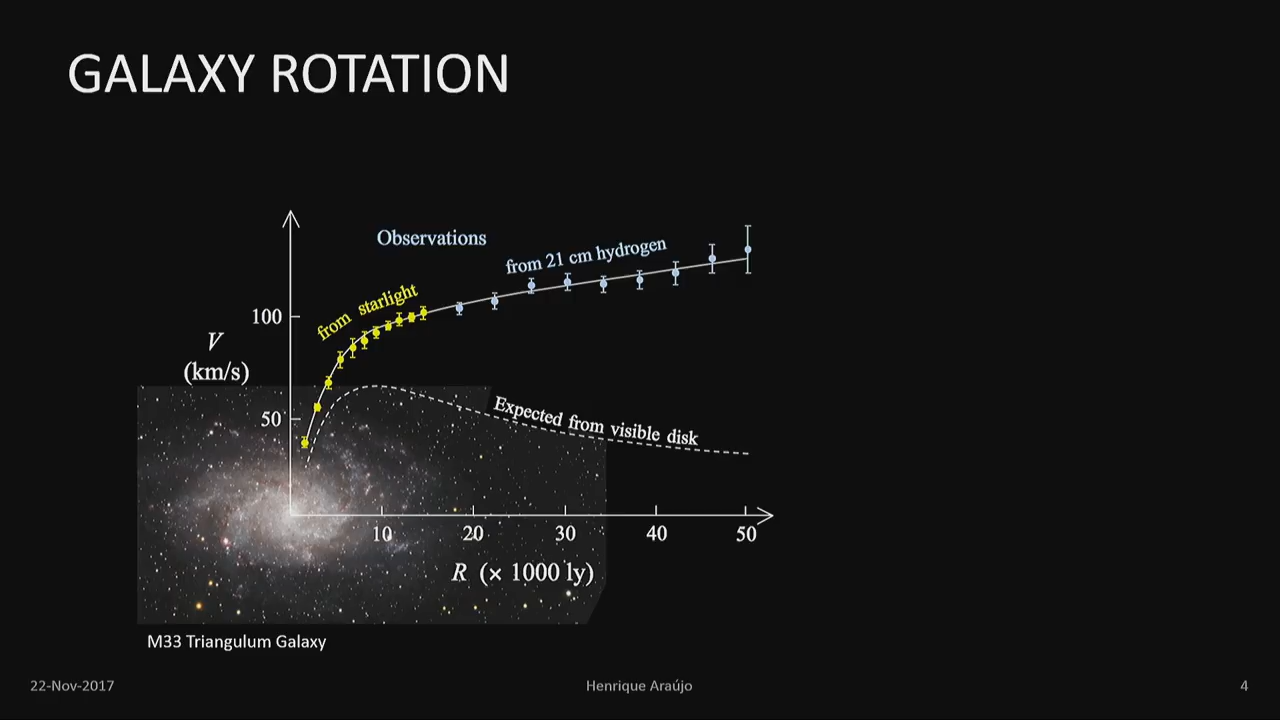 GALAXY ROTATION
Observations
from 21 cm hydrogen
from starlight
100
V
(km/s)
50
Expected from visible disk
10 20 30 40 50
R (× 1000 ly)
M33 Triangulum Galaxy
22-Nov-2017 Henrique Araújo 4